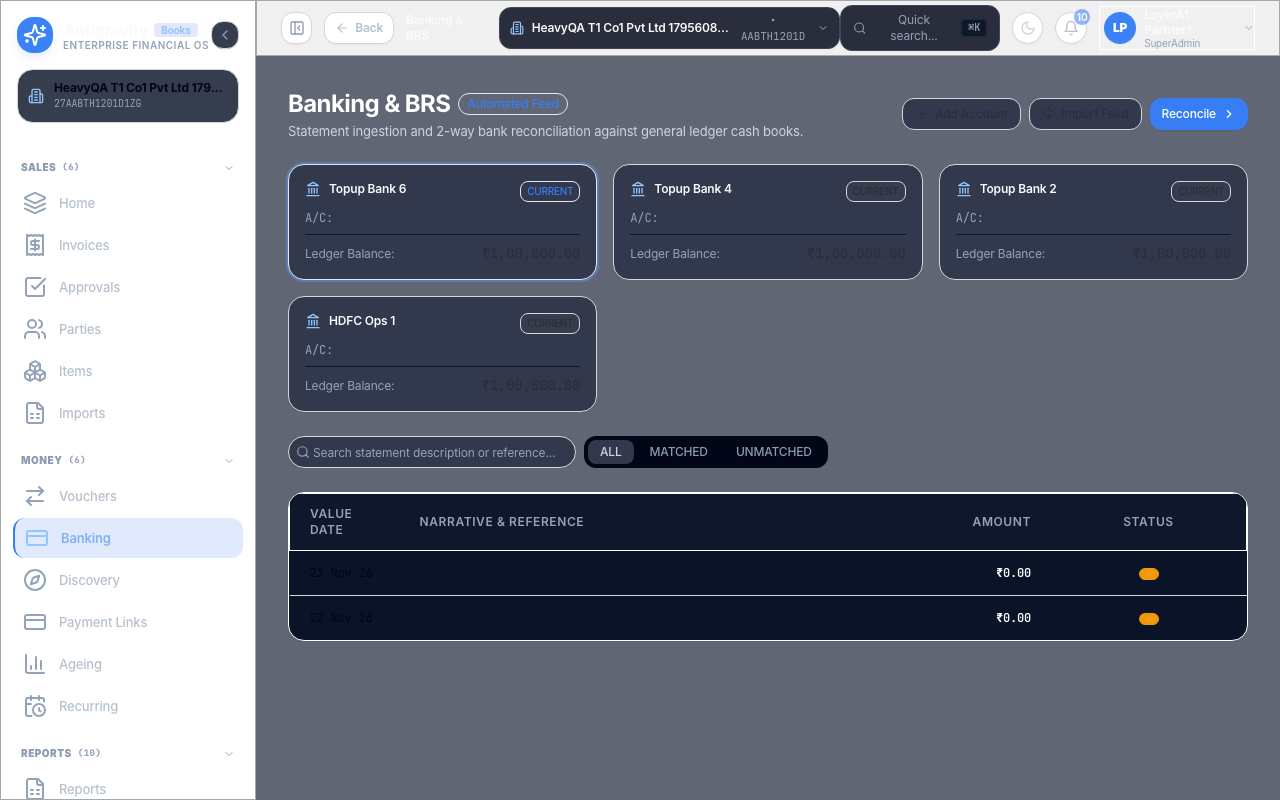 Antigravity Books
ENTERPRISE FINANCIAL OS
HeavyQA T1 Co1 Pvt Ltd 179...
27AABTH1201D1ZG
SALES (6)
Home
Invoices
Approvals
Parties
Items
Imports
MONEY (6)
Vouchers
Banking
Discovery
Payment Links
Ageing
Recurring
REPORTS (10)
Reports
Back
Banking &
BRS
HeavyQA T1 Co1 Pvt Ltd 1795608...
AABTH1201D
Quick
search...
⌘K
10
LP
LayerA1
Partner1
SuperAdmin
Banking & BRS
Automated Feed
Statement ingestion and 2-way bank reconciliation against general ledger cash books.
Add Account
Import Feed
Reconcile
Topup Bank 6
CURRENT
A/C:
Ledger Balance:
₹1,00,000.00
Topup Bank 4
CURRENT
A/C:
Ledger Balance:
₹1,00,000.00
Topup Bank 2
CURRENT
A/C:
Ledger Balance:
₹1,00,000.00
HDFC Ops 1
CURRENT
A/C:
Ledger Balance:
₹1,00,000.00
Search statement description or reference...
ALL
MATCHED
UNMATCHED
VALUE
DATE
NARRATIVE & REFERENCE
AMOUNT
STATUS
23 Nov 26
₹0.00
22 Nov 26
₹0.00